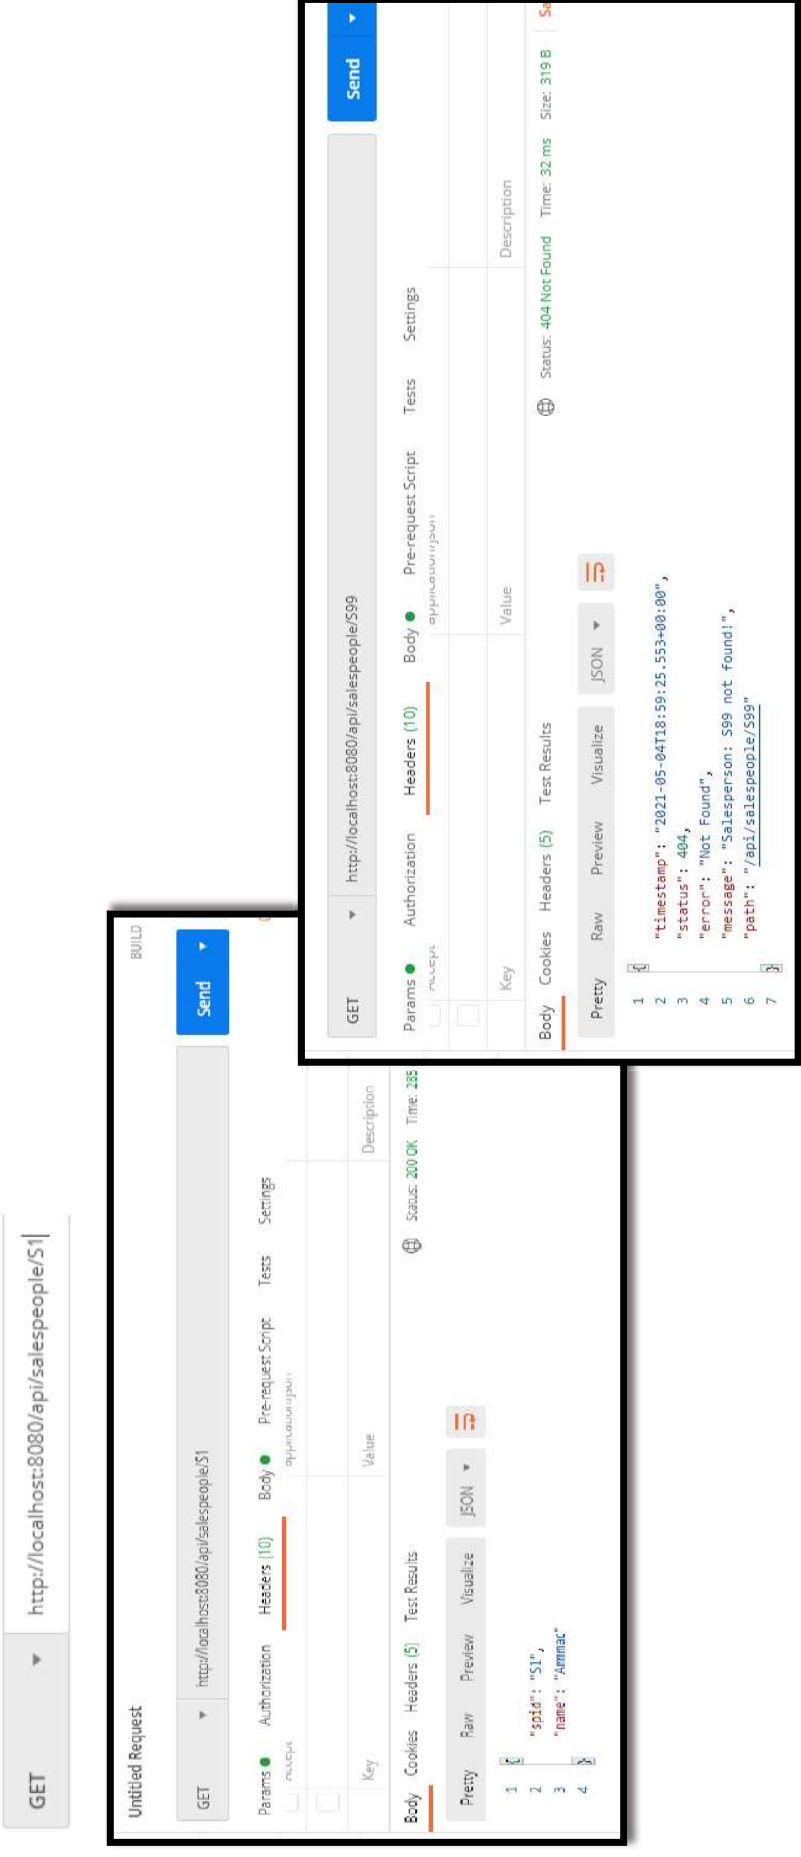 GET http://localhost:8080/api/salespeople/S1
Untitled Request BUILD
GET http://localhost:8080/api/salespeople/S1 Send
Params Authorization Headers (10) Body Pre-request Script Tests Settings
Key Value Description
Body Cookies Headers (5) Test Results Status: 200 OK Time: 285
Pretty Raw Preview Visualize JSON
1 {
2 "spid": "S1",
3 "name": "Ammac"
4 }
GET http://localhost:8080/api/salespeople/S99 Send
Params Authorization Headers (10) Body Pre-request Script Tests Settings
Key Value Description
Body Cookies Headers (5) Test Results Status: 404 Not Found Time: 32 ms Size: 319 B Sa
Pretty Raw Preview Visualize JSON
1 {
2 "timestamp": "2021-05-04T18:59:25.553+00:00",
3 "status": 404,
4 "error": "Not Found",
5 "message": "Salesperson: S99 not found!",
6 "path": "/api/salespeople/S99"
7 }